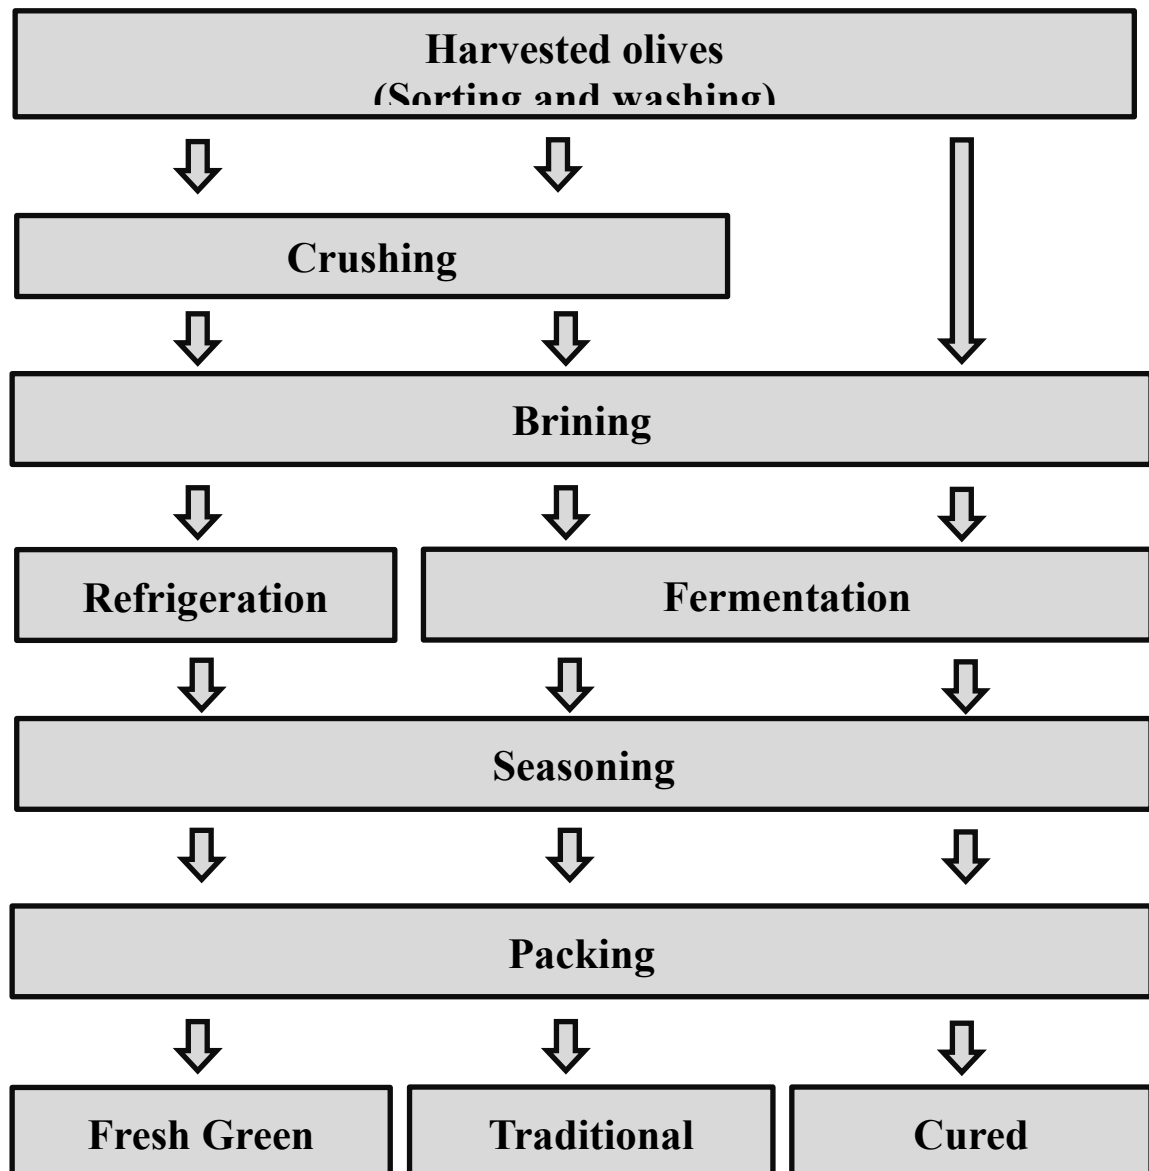 Harvested olives
(Sorting and washing)
Crushing
Brining
Refrigeration
Fermentation
Seasoning
Packing
Fresh Green
Traditional
Cured